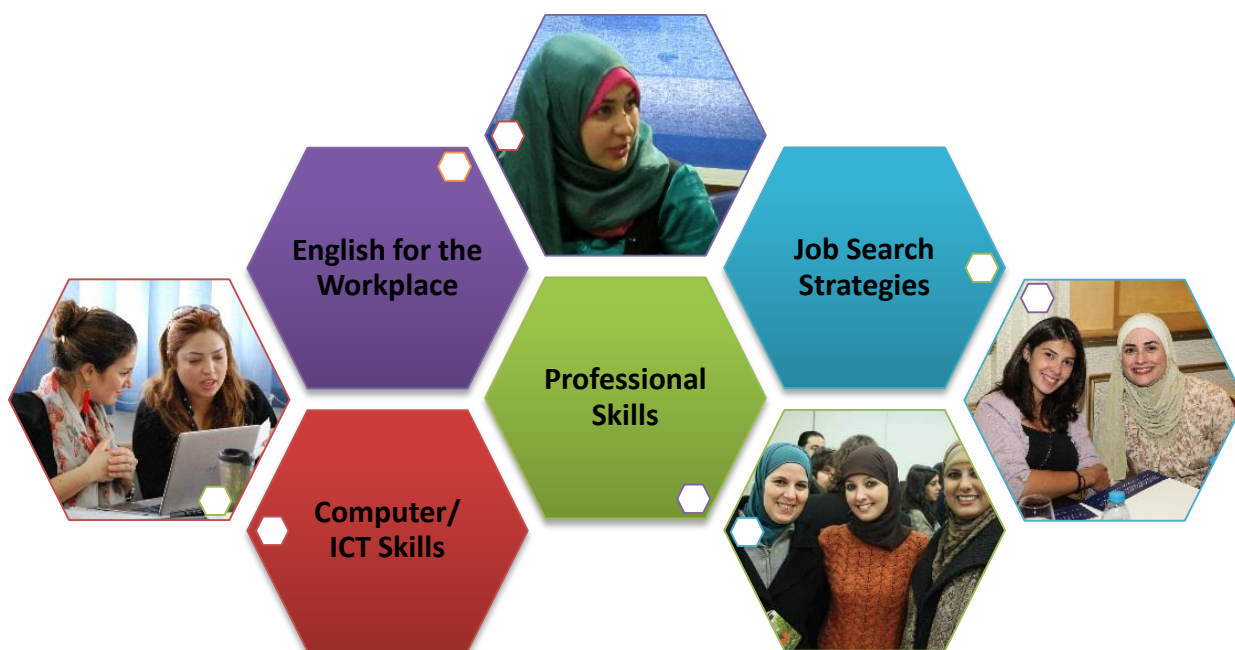 English for the
Workplace
Job Search
Strategies
Professional
Skills
Computer/
ICT Skills